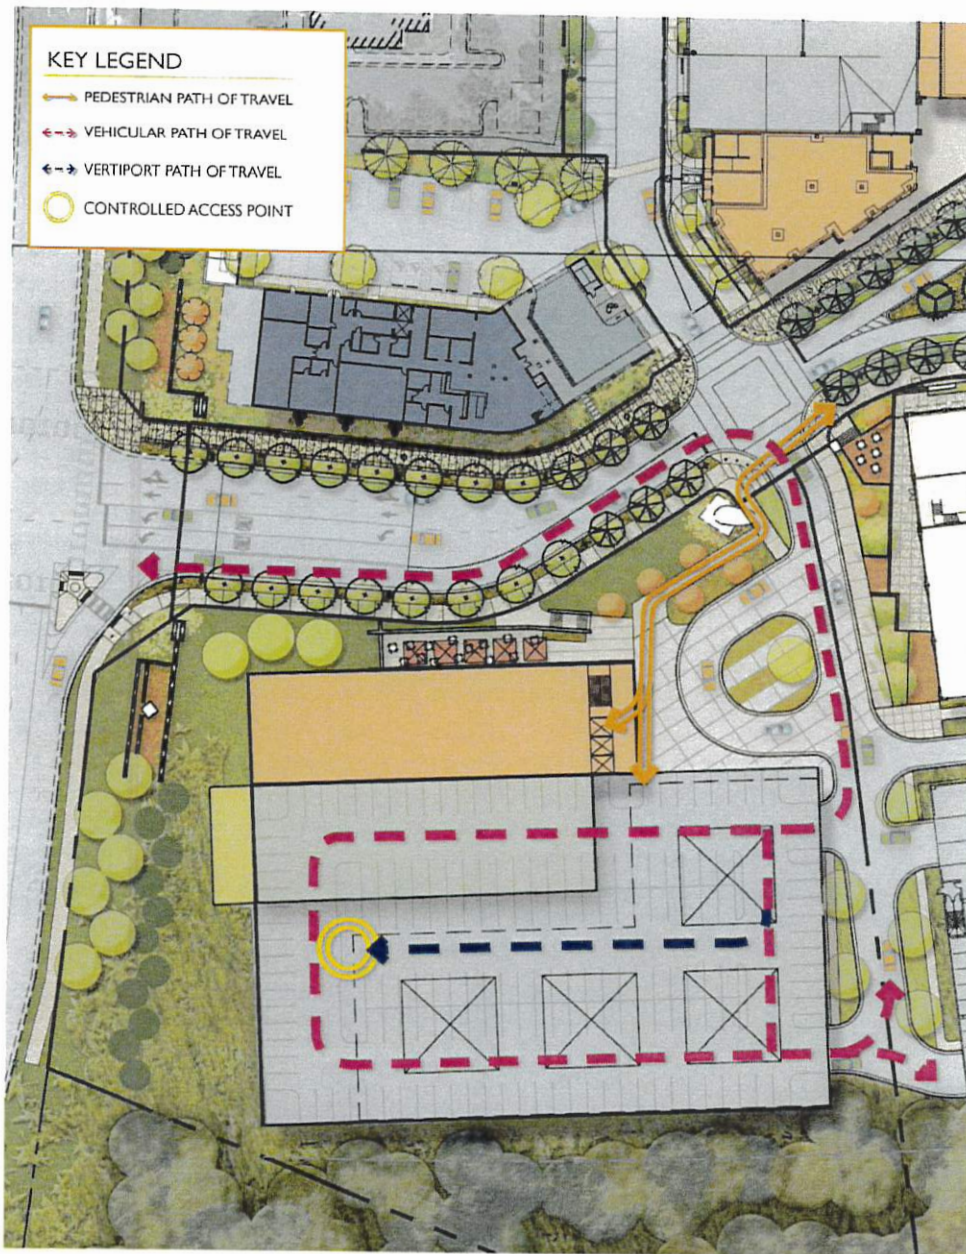 KEY LEGEND
PEDESTRIAN PATH OF TRAVEL
VEHICULAR PATH OF TRAVEL
VERTIPORT PATH OF TRAVEL
CONTROLLED ACCESS POINT